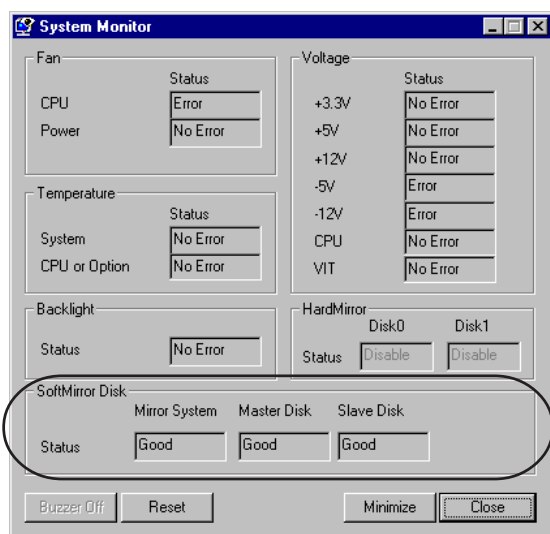 System Monitor
Fan
Status
CPU Error
Power No Error
Temperature
Status
System No Error
CPU or Option No Error
Backlight
Status No Error
Voltage
Status
+3.3V No Error
+5V No Error
+12V No Error
-5V Error
-12V Error
CPU No Error
VIT No Error
HardMirror
Disk0 Disk1
Status Disable Disable
SoftMirror Disk
Mirror System Master Disk Slave Disk
Status Good Good Good
Buzzer Off Reset Minimize Close